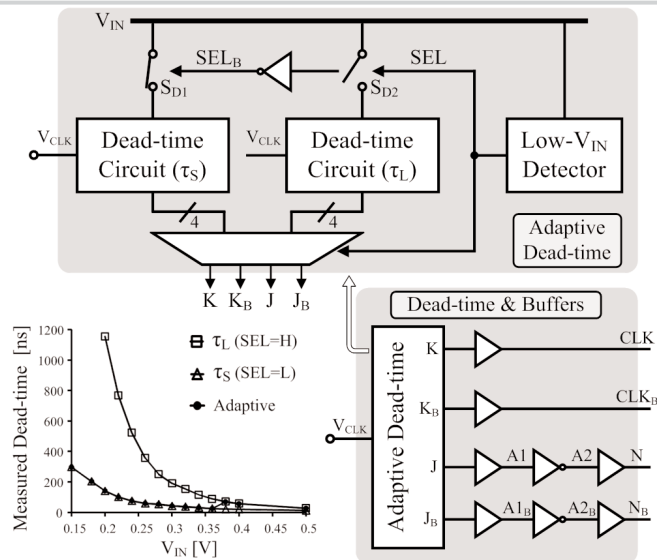 V_IN
SEL_B
SEL
S_D1
S_D2
V_CLK
Dead-time
Circuit (τ_S)
V_CLK
Dead-time
Circuit (τ_L)
Low-V_IN
Detector
4
4
Adaptive
Dead-time
K K_B J J_B
Dead-time & Buffers
Adaptive Dead-time
V_CLK
K
CLK
K_B
CLK_B
J
A1
A2
N
J_B
A1_B
A2_B
N_B
Measured Dead-time [ns]
1200
1000
800
600
400
200
0
τ_L (SEL=H)
τ_S (SEL=L)
Adaptive
0.15 0.2 0.25 0.3 0.35 0.4 0.45 0.5
V_IN [V]